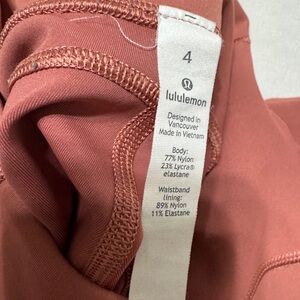 4
lululemon
Designed in
Vancouver
Made in Vietnam
Body:
77% Nylon
23% Lycra®
elastane
Waistband
lining:
89% Nylon
11% Elastane